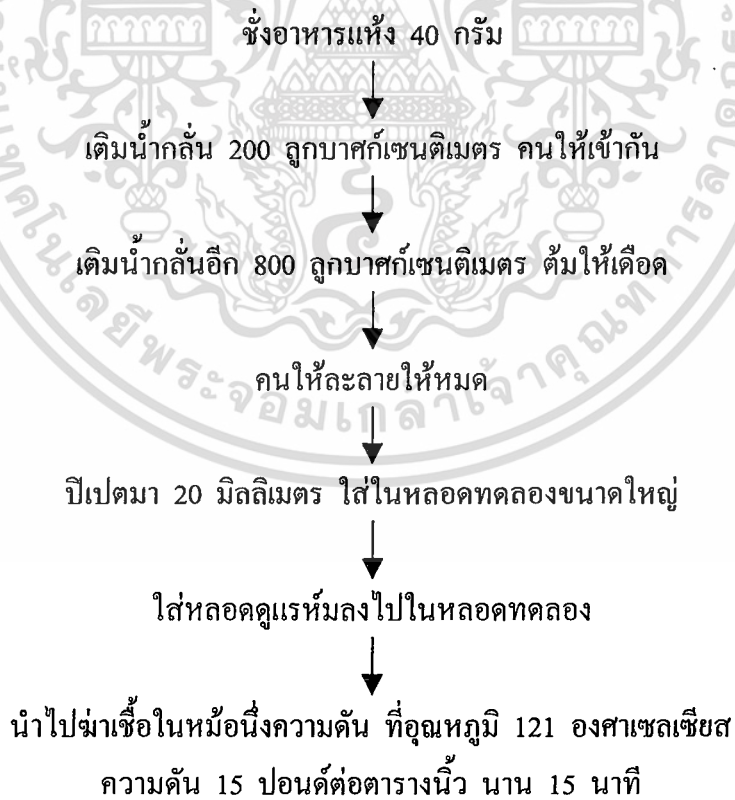 ชั่งอาหารแห้ง 40 กรัม
เติมน้ำกลั่น 200 ลูกบาศก์เซนติเมตร คนให้เข้ากัน
เติมน้ำกลั่นอีก 800 ลูกบาศก์เซนติเมตร ต้มให้เดือด
คนให้ละลายให้หมด
ปีเปตมา 20 มิลลิเมตร ใส่ในหลอดทดลองขนาดใหญ่
ใส่หลอดดูแรห์มลงไปในหลอดทดลอง
นำไปฆ่าเชื้อในหม้อนึ่งความดัน ที่อุณหภูมิ 121 องศาเซลเซียส
ความดัน 15 ปอนด์ต่อตารางนิ้ว นาน 15 นาที